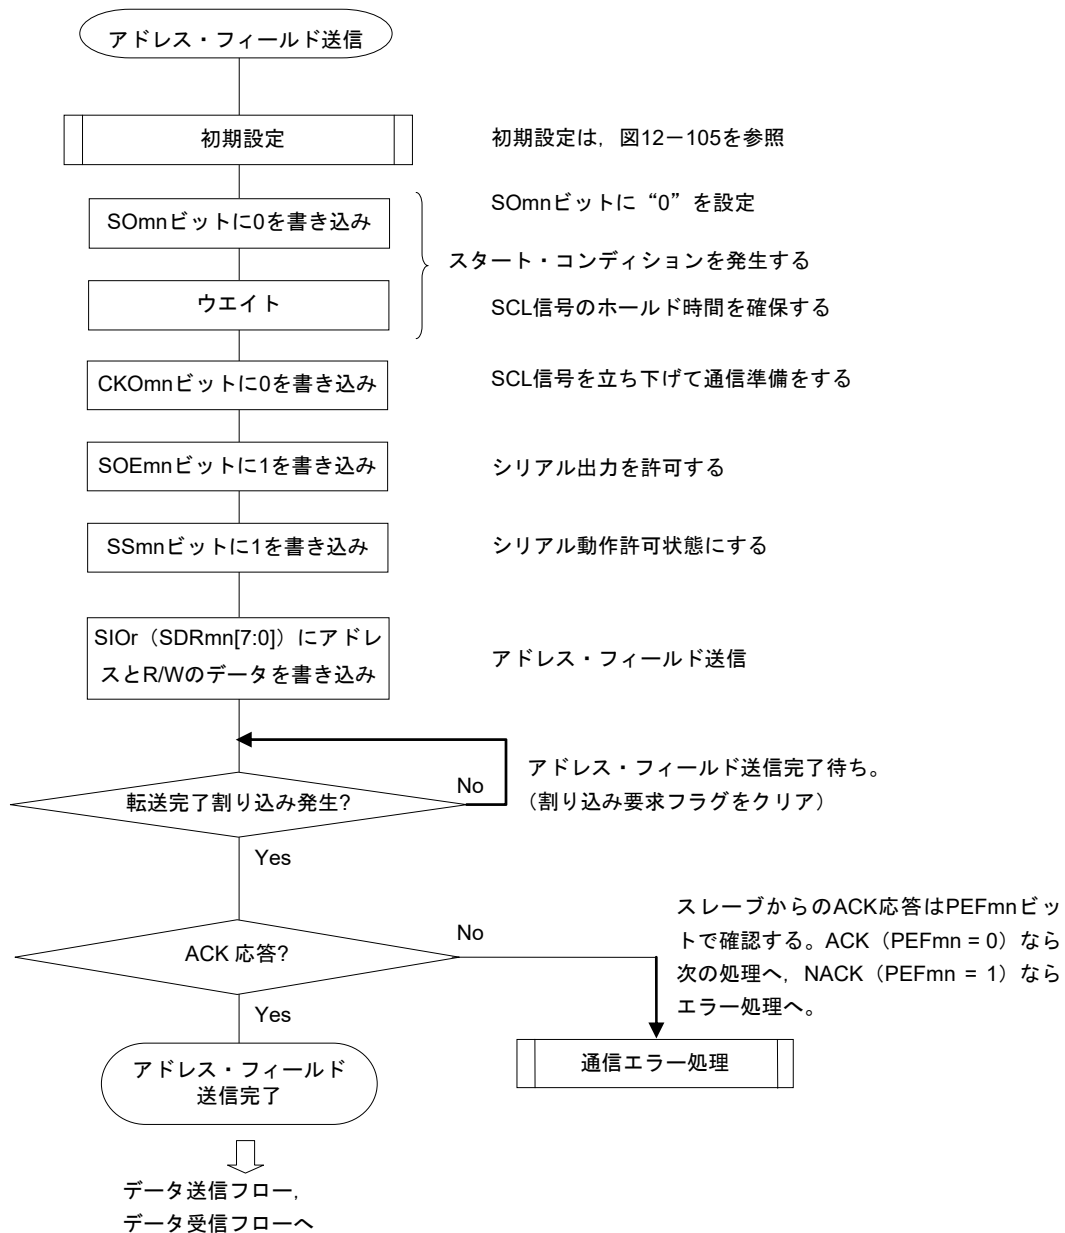 アドレス・フィールド送信
初期設定
初期設定は，図12－105を参照
SOmnビットに0を書き込み
SOmnビットに“0”を設定
スタート・コンディションを発生する
ウエイト
SCL信号のホールド時間を確保する
CKOmnビットに0を書き込み
SCL信号を立ち下げて通信準備をする
SOEmnビットに1を書き込み
シリアル出力を許可する
SSmnビットに1を書き込み
シリアル動作許可状態にする
SIOr（SDRmn[7:0]）にアドレ
スとR/Wのデータを書き込み
アドレス・フィールド送信
転送完了割り込み発生?
No
アドレス・フィールド送信完了待ち。
（割り込み要求フラグをクリア）
Yes
ACK 応答?
No
スレーブからのACK応答はPEFmnビッ
トで確認する。ACK（PEFmn = 0）なら
次の処理へ，NACK（PEFmn = 1）なら
エラー処理へ。
Yes
アドレス・フィールド
送信完了
通信エラー処理
データ送信フロー，
データ受信フローへ